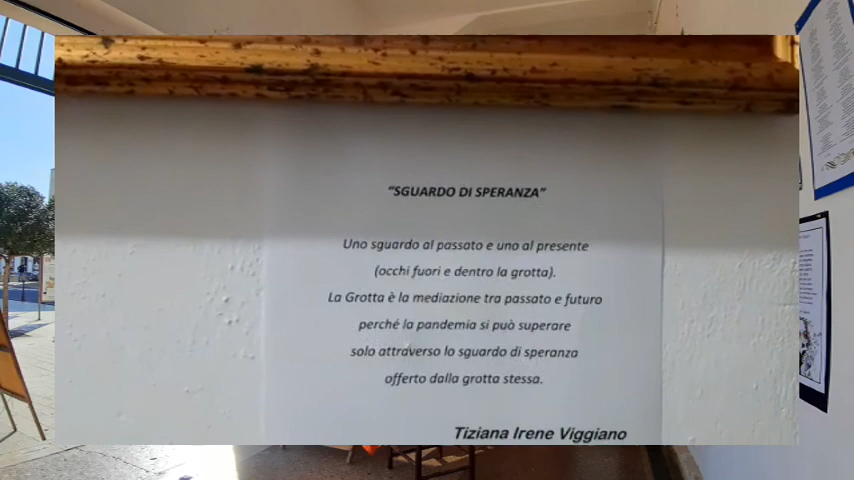 "SGUARDO DI SPERANZA"
Uno sguardo al passato e uno al presente
(occhi fuori e dentro la grotta).
La Grotta è la mediazione tra passato e futuro
perché la pandemia si può superare
solo attraverso lo sguardo di speranza
offerto dalla grotta stessa.
Tiziana Irene Viggiano